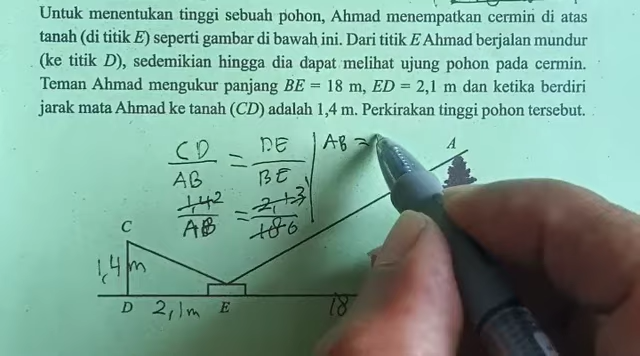 Untuk menentukan tinggi sebuah pohon, Ahmad menempatkan cermin di atas
tanah (di titik E) seperti gambar di bawah ini. Dari titik E Ahmad berjalan mundur
(ke titik D), sedemikian hingga dia dapat melihat ujung pohon pada cermin.
Teman Ahmad mengukur panjang BE = 18 m, ED = 2,1 m dan ketika berdiri
jarak mata Ahmad ke tanah (CD) adalah 1,4 m. Perkirakan tinggi pohon tersebut.
CD/AB = DE/BE
AB =
1,4 2/AB = 2,1 3/18 6
A
C
1,4 m
D 2,1m E 18